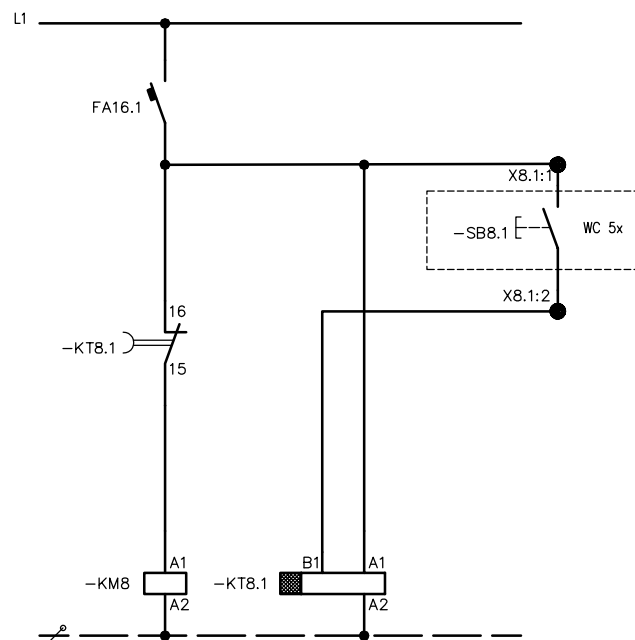 L1
FA16.1
X8.1:1
-SB8.1
WC 5x
X8.1:2
16
-KT8.1
15
A1
-KM8
A2
B1
A1
-KT8.1
A2